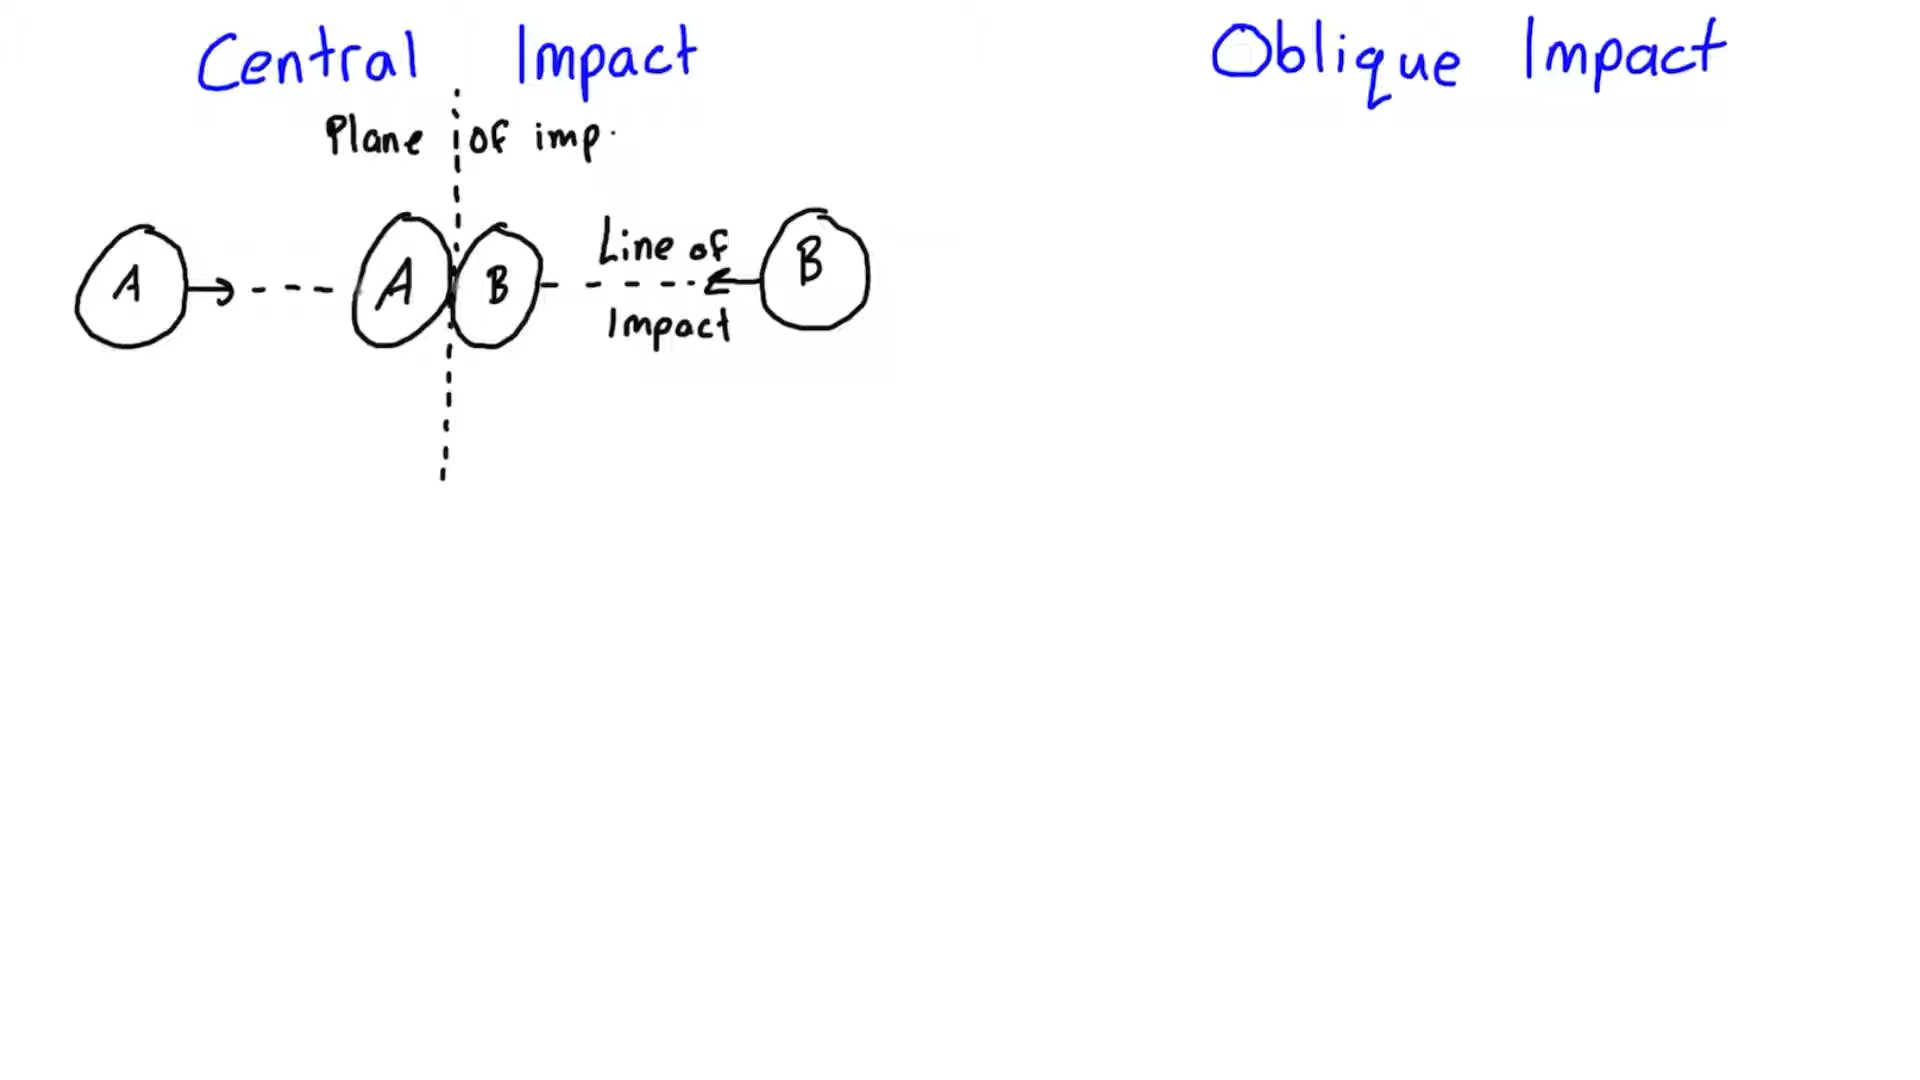 Central Impact
Oblique Impact
Plane of imp
A
A
B
Line of
Impact
B